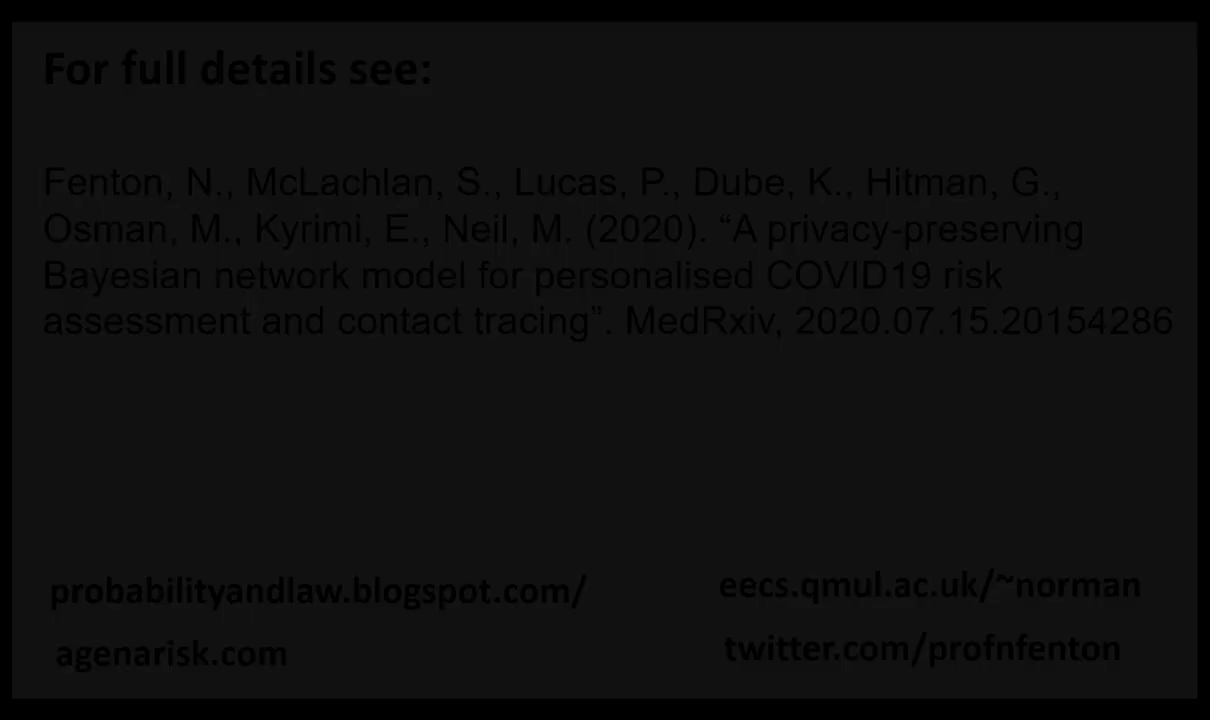 For full details see:
Fenton, N., McLachlan, S., Lucas, P., Dube, K., Hitman, G.,
Osman, M., Kyrimi, E., Neil, M. (2020). “A privacy-preserving
Bayesian network model for personalised COVID19 risk
assessment and contact tracing”. MedRxiv, 2020.07.15.20154286
probabilityandlaw.blogspot.com/
eecs.qmul.ac.uk/~norman
agenarisk.com
twitter.com/profnfenton